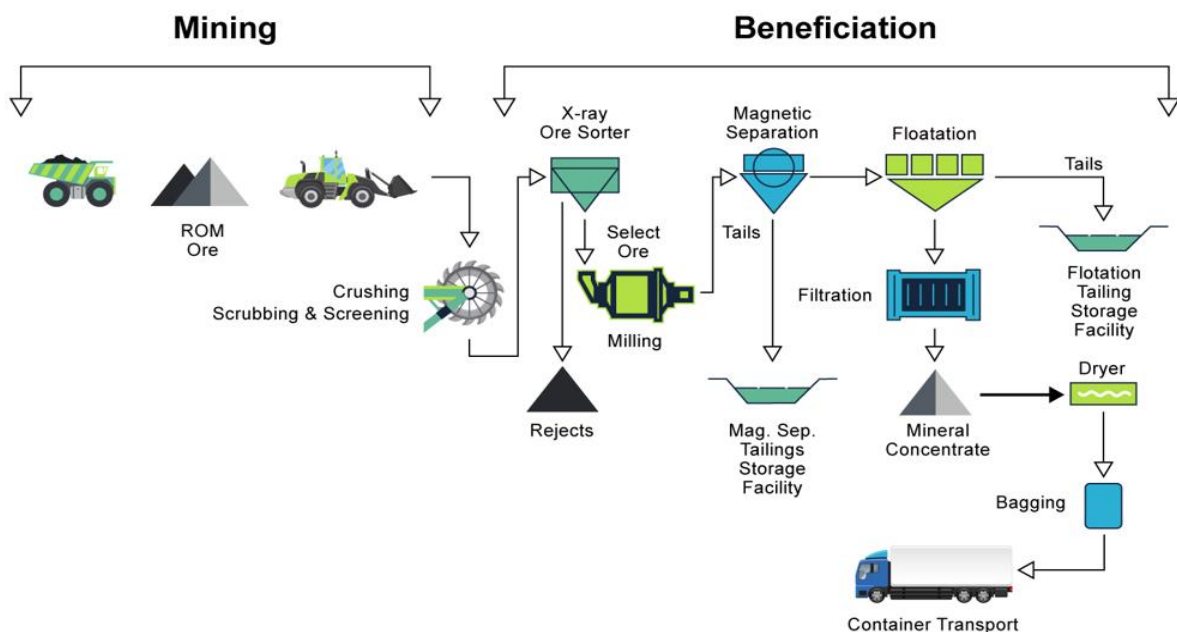 Mining
Beneficiation
X-ray
Ore Sorter
Magnetic
Separation
Floatation
Tails
ROM
Ore
Select
Ore
Tails
Crushing
Scrubbing & Screening
Filtration
Flotation
Tailing
Storage
Facility
Milling
Dryer
Rejects
Mag. Sep.
Tailings
Storage
Facility
Mineral
Concentrate
Bagging
Container Transport